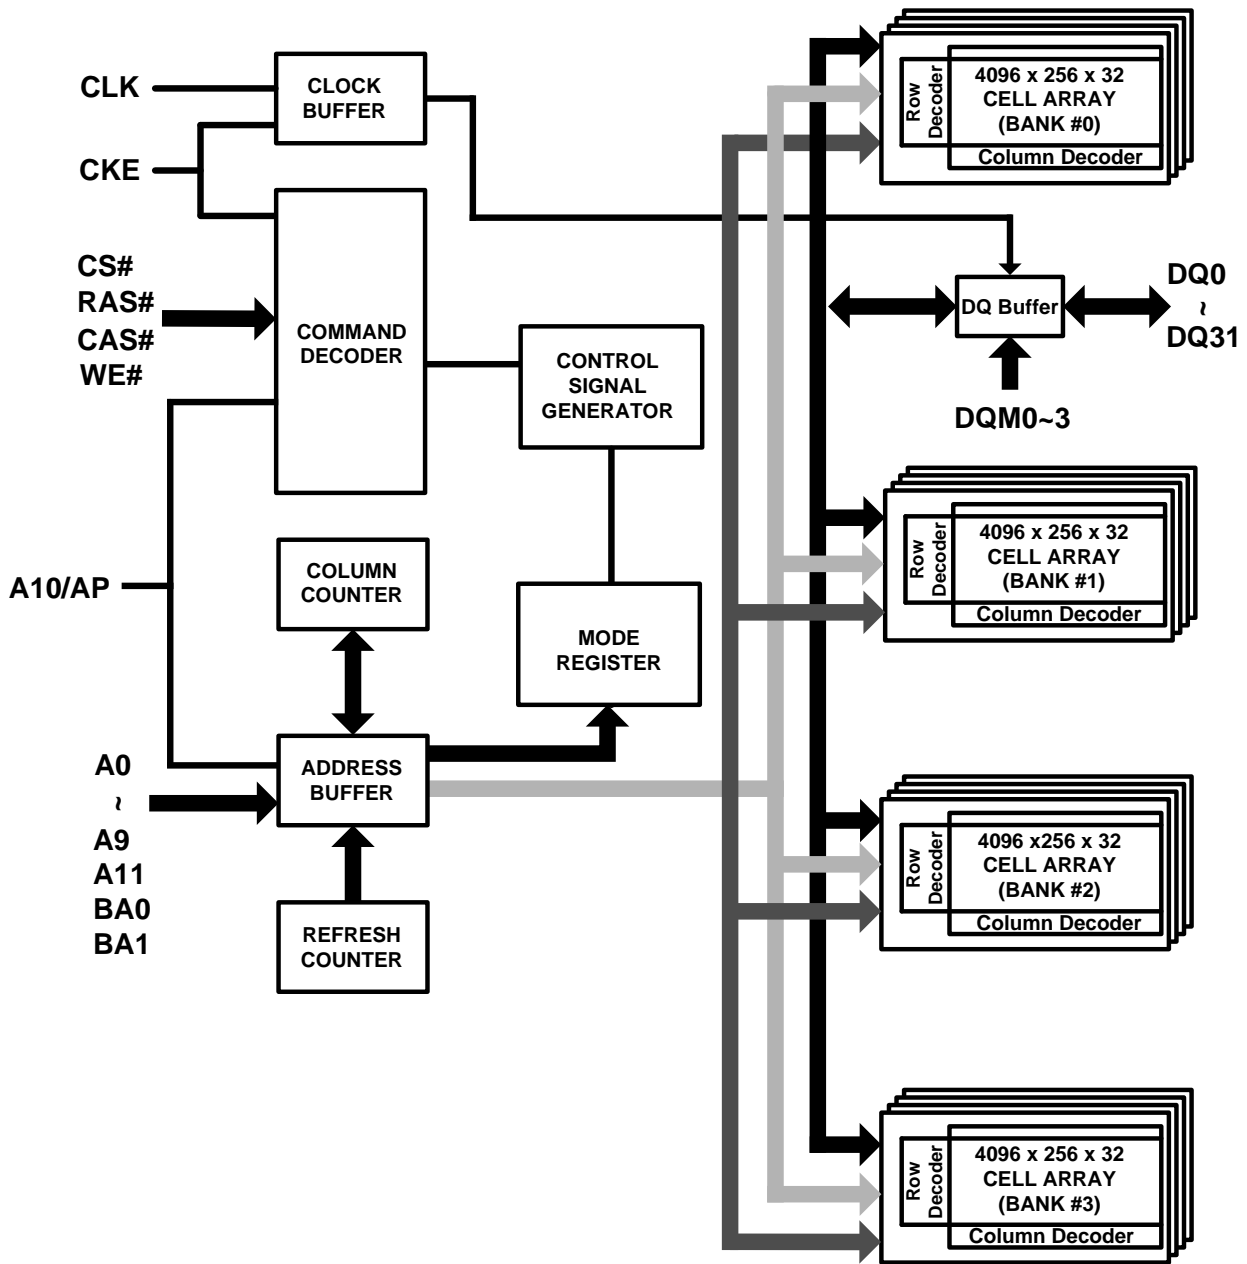 CLK
CKE
CLOCK
BUFFER
CS#
RAS#
CAS#
WE#
COMMAND
DECODER
CONTROL
SIGNAL
GENERATOR
A10/AP
COLUMN
COUNTER
MODE
REGISTER
A0
~
A9
A11
BA0
BA1
ADDRESS
BUFFER
REFRESH
COUNTER
Row
Decoder
4096 x 256 x 32
CELL ARRAY
(BANK #0)
Column Decoder
DQ Buffer
DQ0
~
DQ31
DQM0~3
Row
Decoder
4096 x 256 x 32
CELL ARRAY
(BANK #1)
Column Decoder
Row
Decoder
4096 x256 x 32
CELL ARRAY
(BANK #2)
Column Decoder
Row
Decoder
4096 x 256 x 32
CELL ARRAY
(BANK #3)
Column Decoder